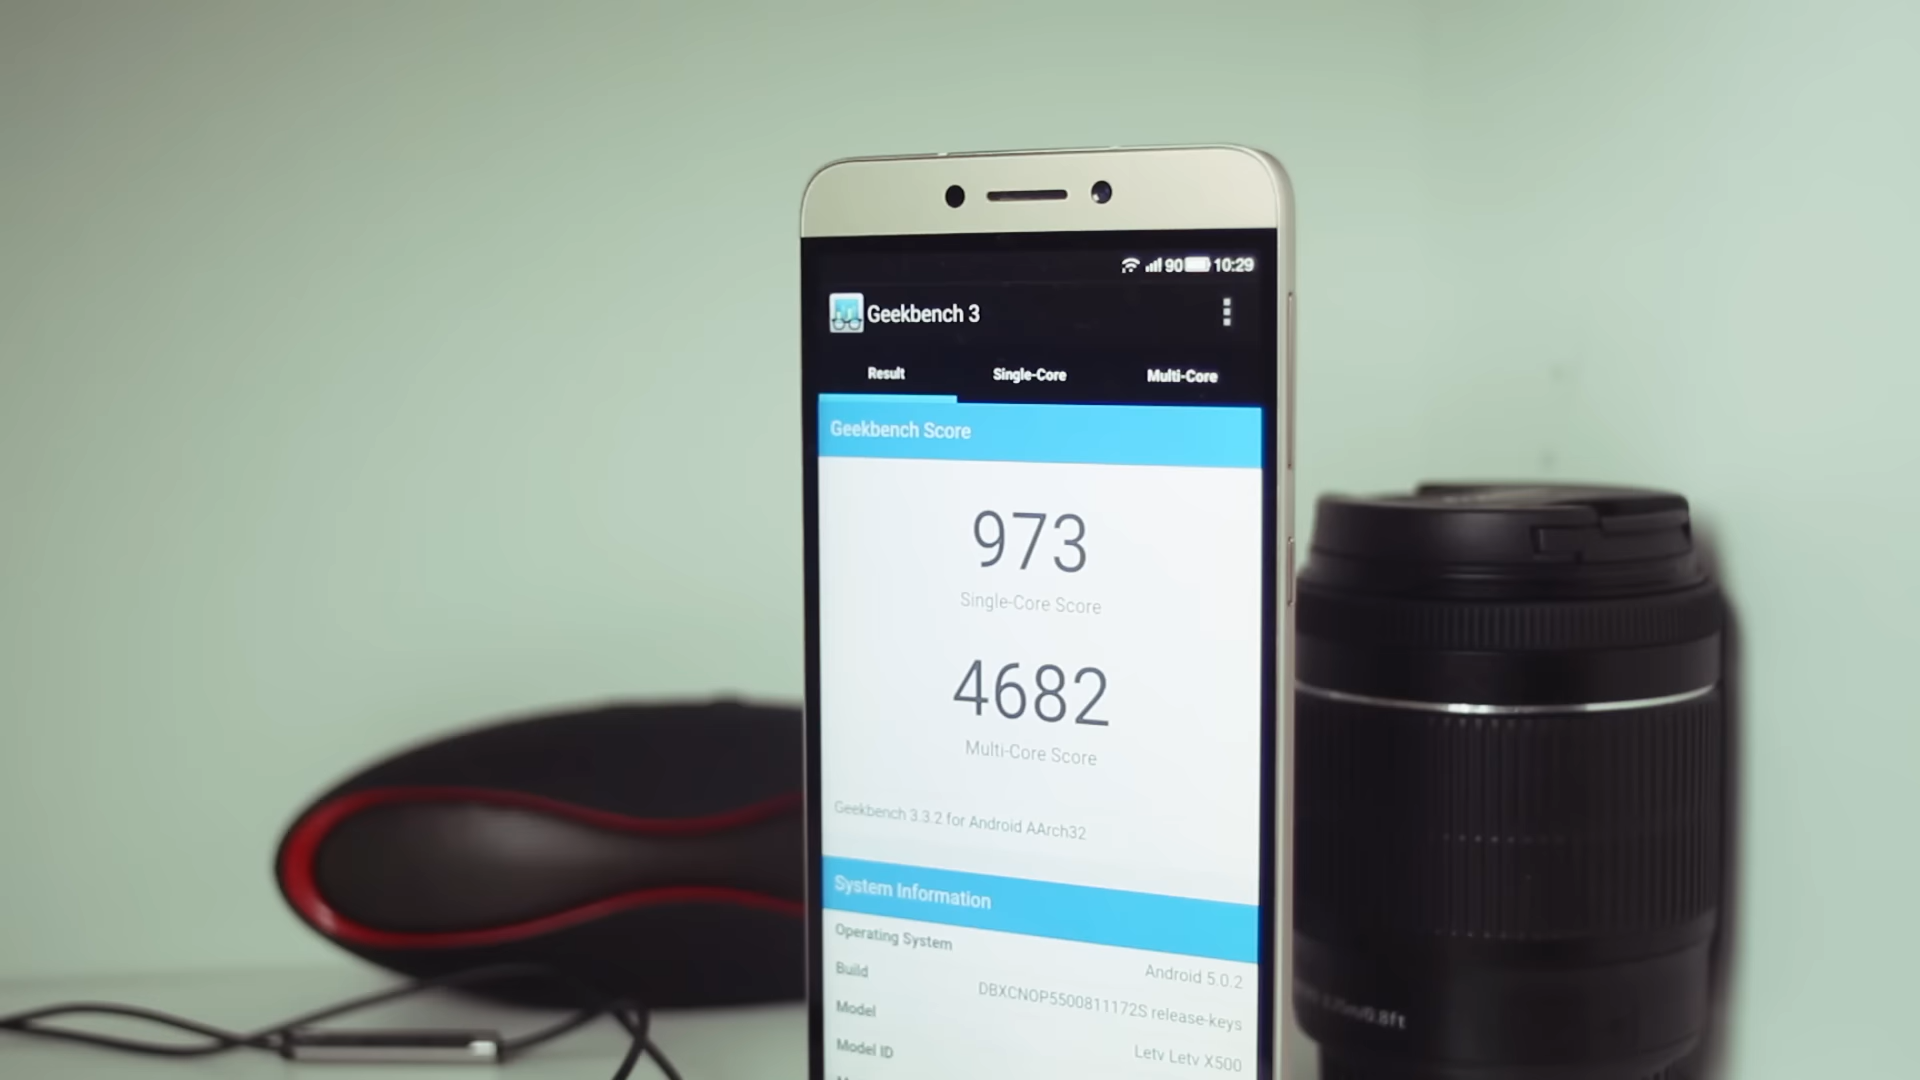 90 10:29
Geekbench 3
Result Single-Core Multi-Core
Geekbench Score
973
Single-Core Score
4682
Multi-Core Score
Geekbench 3.3.2 for Android AArch32
System Information
Operating System
Android 5.0.2
Build
DBXCNOP5500811172S release-keys
Model
Letv Letv X500
Model ID
/0.8ft